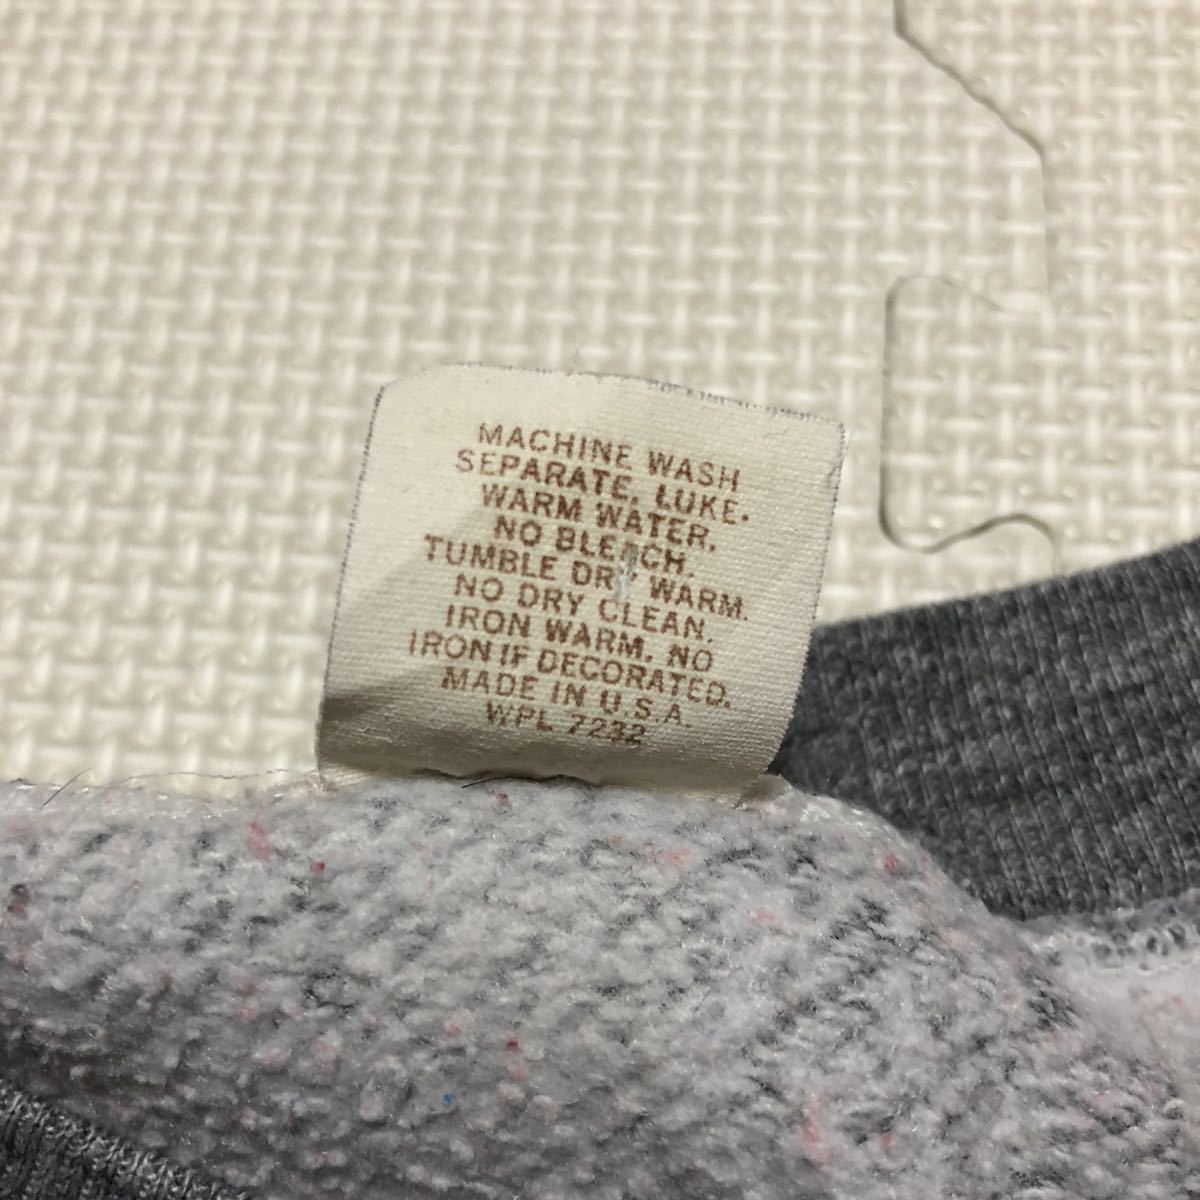 MACHINE WASH
SEPARATE. LUKE-
WARM WATER.
NO BLEACH.
TUMBLE DRY WARM.
NO DRY CLEAN.
IRON WARM. NO
IRON IF DECORATED.
MADE IN U.S.A.
WPL 7232